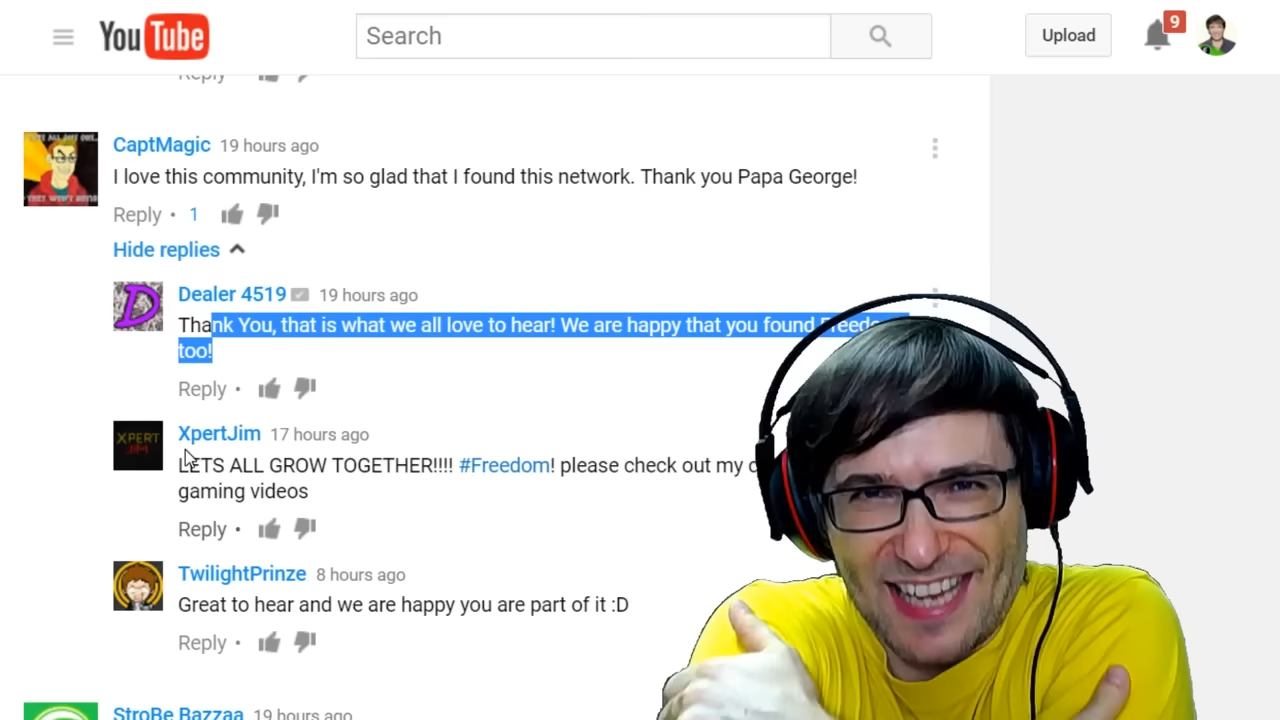 YouTube
Search
Upload
9
Reply
CaptMagic 19 hours ago
I love this community, I'm so glad that I found this network. Thank you Papa George!
Reply • 1
Hide replies
Dealer 4519 19 hours ago
Thank You, that is what we all love to hear! We are happy that you found
too!
Reply •
XPERT
JIM
XpertJim 17 hours ago
LETS ALL GROW TOGETHER!!!! #Freedom! please check out my
gaming videos
Reply •
TwilightPrinze 8 hours ago
Great to hear and we are happy you are part of it :D
Reply •
StroBe Bazzaa 19 hours ago